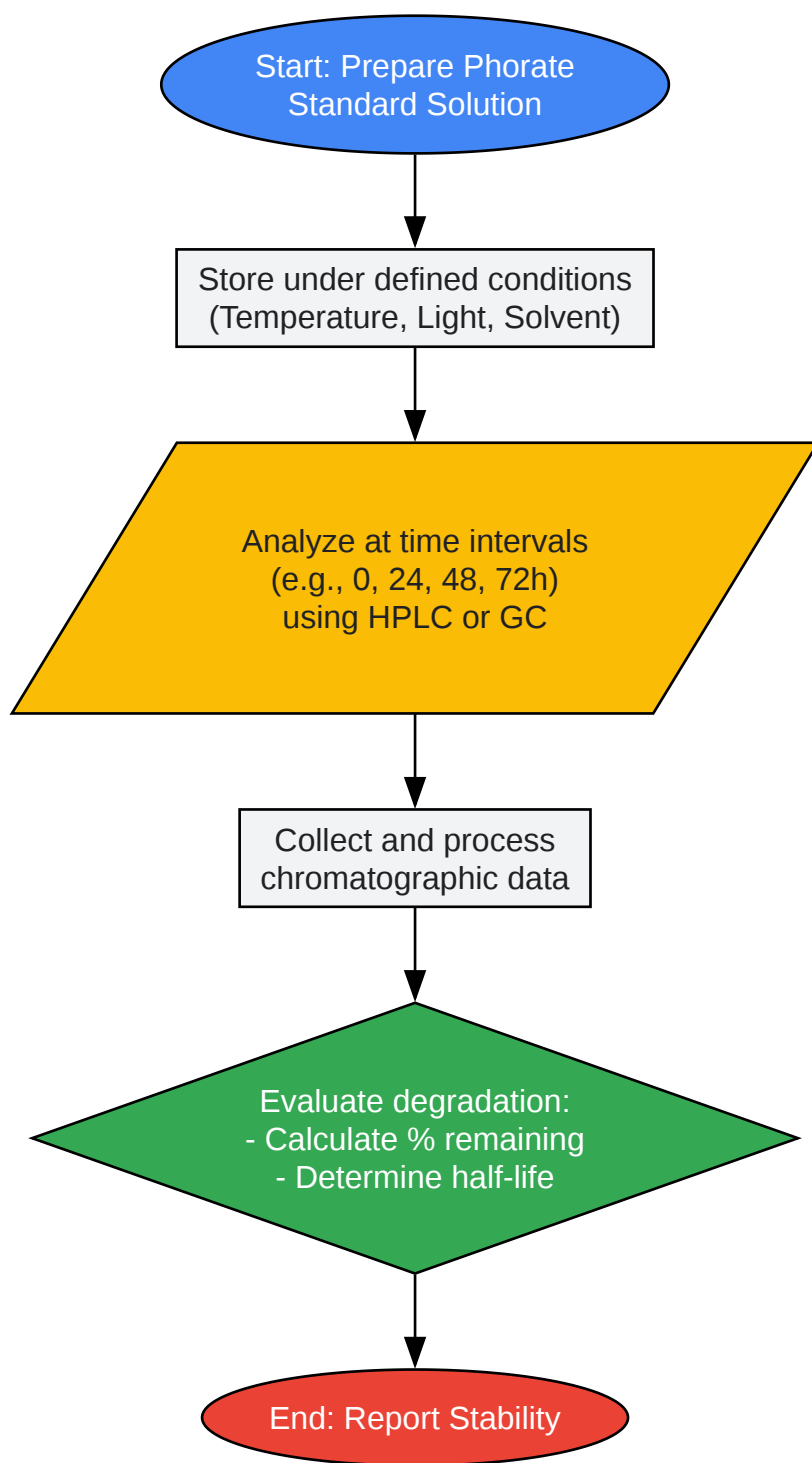 Start: Prepare Phorate
Standard Solution
Store under defined conditions
(Temperature, Light, Solvent)
Analyze at time intervals
(e.g., 0, 24, 48, 72h)
using HPLC or GC
Collect and process
chromatographic data
Evaluate degradation:
- Calculate % remaining
- Determine half-life
End: Report Stability